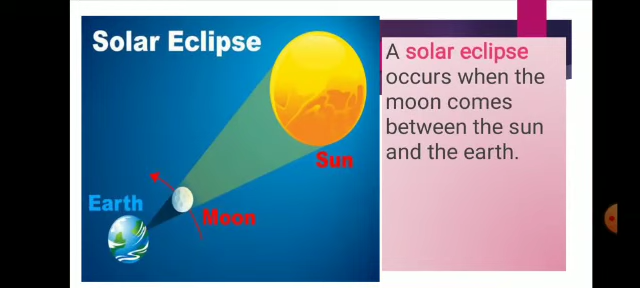 Solar Eclipse
Sun
Earth
Moon
A solar eclipse
occurs when the
moon comes
between the sun
and the earth.